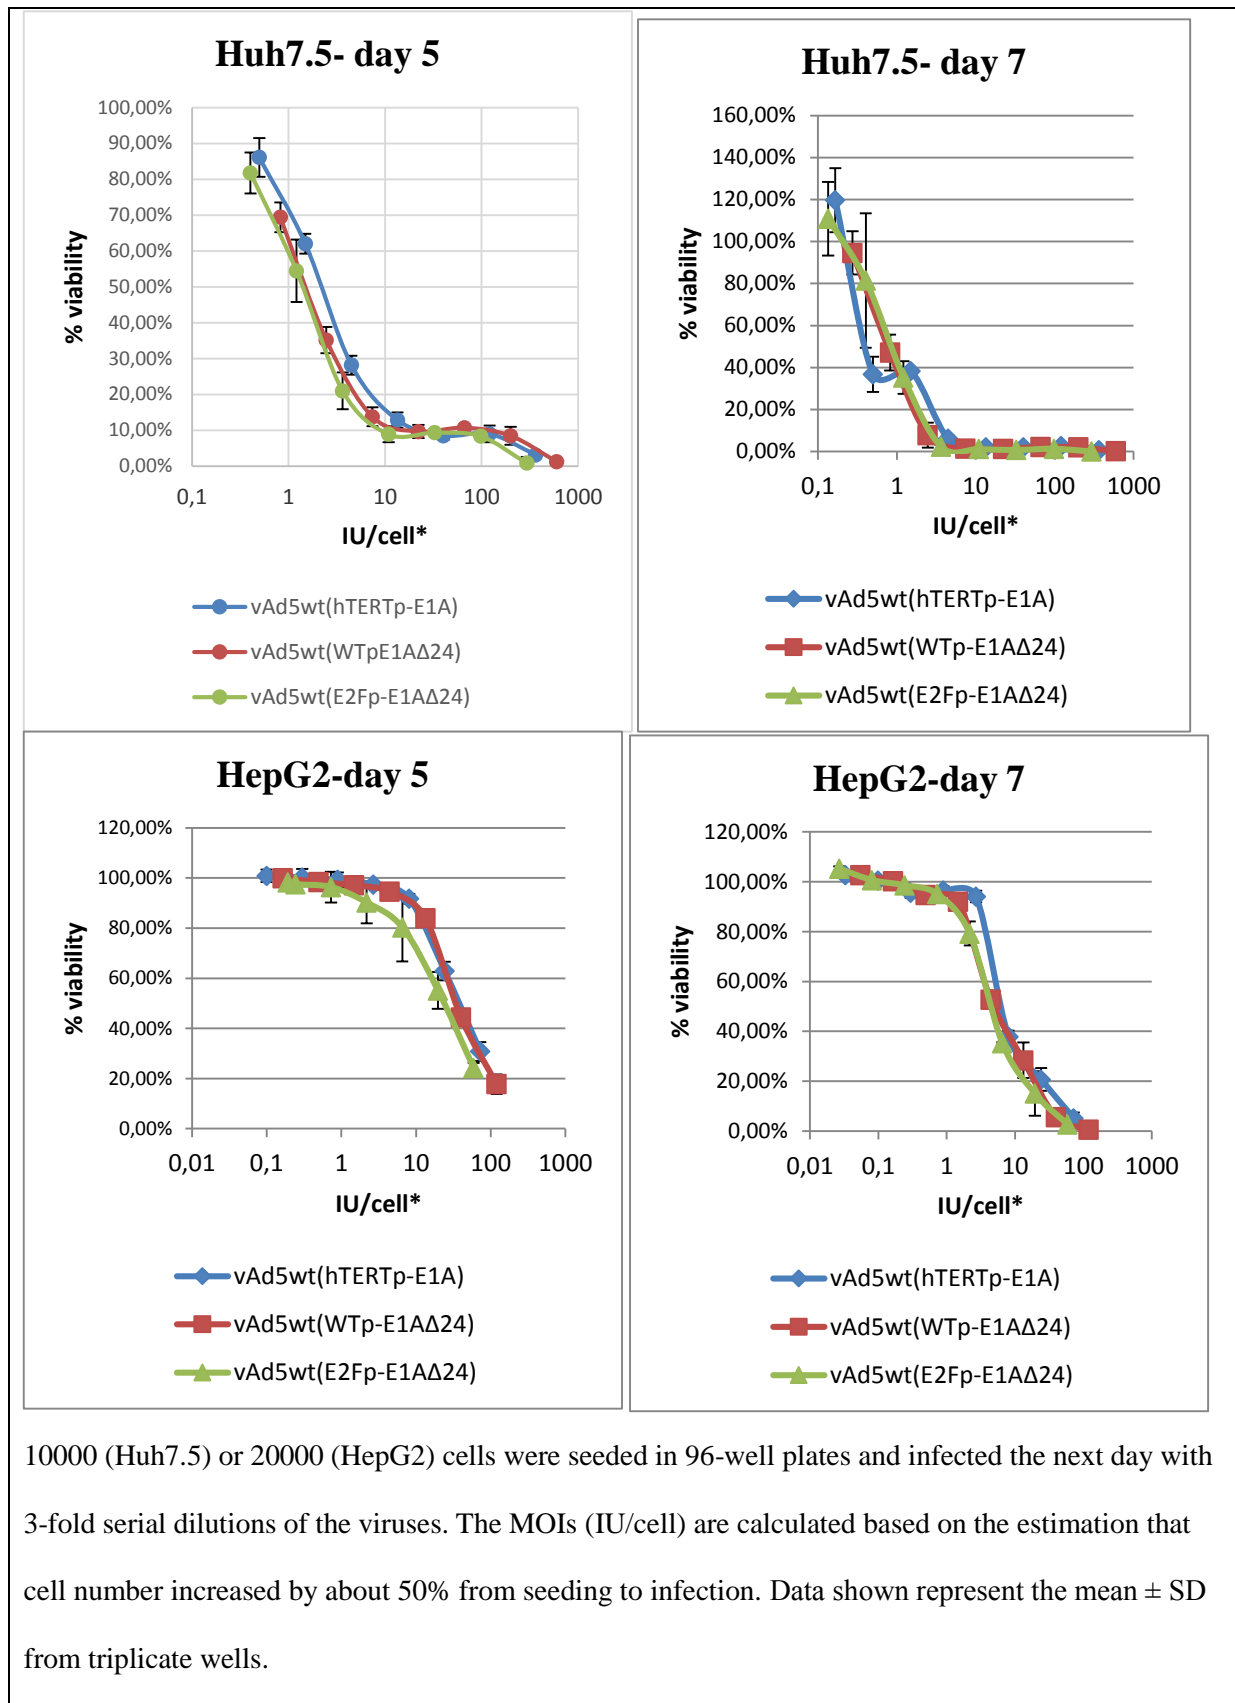 Huh7.5- day 5
100,00%
90,00%
80,00%
70,00%
60,00%
50,00%
40,00%
30,00%
20,00%
10,00%
0,00%
% viability
0,1 1 10 100 1000
IU/cell*
vAd5wt(hTERTp-E1A)
vAd5wt(WTpE1AΔ24)
vAd5wt(E2Fp-E1AΔ24)
Huh7.5- day 7
160,00%
140,00%
120,00%
100,00%
80,00%
60,00%
40,00%
20,00%
0,00%
% viability
0,1 1 10 100 1000
IU/cell*
vAd5wt(hTERTp-E1A)
vAd5wt(WTp-E1AΔ24)
vAd5wt(E2Fp-E1AΔ24)
HepG2-day 5
120,00%
100,00%
80,00%
60,00%
40,00%
20,00%
0,00%
% viability
0,01 0,1 1 10 100 1000
IU/cell*
vAd5wt(hTERTp-E1A)
vAd5wt(WTp-E1AΔ24)
vAd5wt(E2Fp-E1AΔ24)
HepG2-day 7
120,00%
100,00%
80,00%
60,00%
40,00%
20,00%
0,00%
% viability
0,01 0,1 1 10 100 1000
IU/cell*
vAd5wt(hTERTp-E1A)
vAd5wt(WTp-E1AΔ24)
vAd5wt(E2Fp-E1AΔ24)
10000 (Huh7.5) or 20000 (HepG2) cells were seeded in 96-well plates and infected the next day with
3-fold serial dilutions of the viruses. The MOIs (IU/cell) are calculated based on the estimation that
cell number increased by about 50% from seeding to infection. Data shown represent the mean ± SD
from triplicate wells.